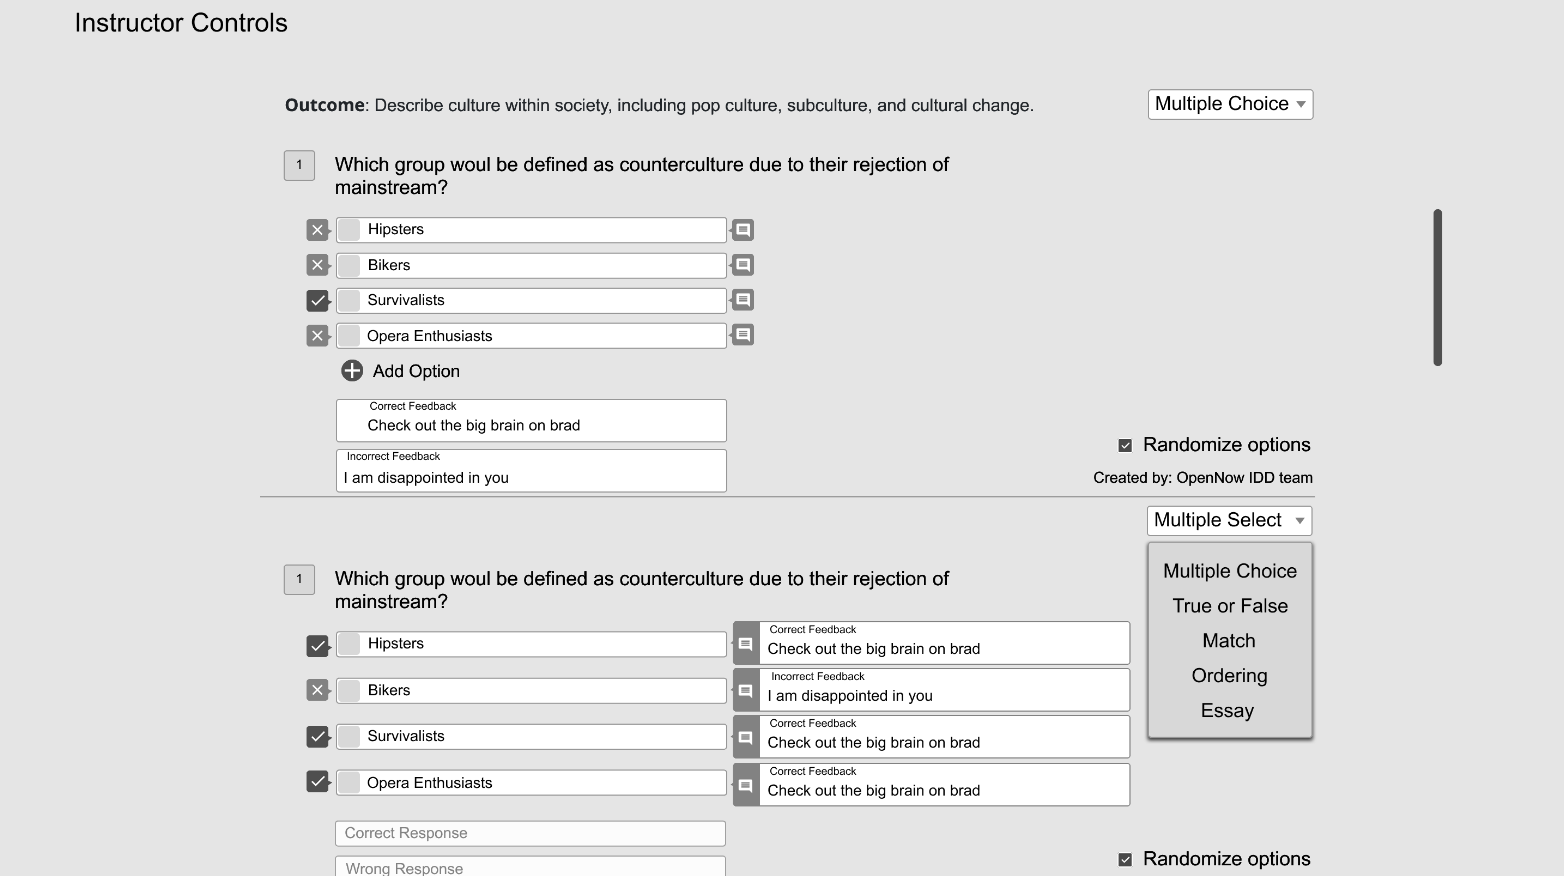 Instructor Controls
Outcome: Describe culture within society, including pop culture, subculture, and cultural change.
Multiple Choice
1
Which group woul be defined as counterculture due to their rejection of
mainstream?
Hipsters
Bikers
Survivalists
Opera Enthusiasts
Add Option
Correct Feedback
Check out the big brain on brad
Incorrect Feedback
I am disappointed in you
Randomize options
Created by: OpenNow IDD team
Multiple Select
Multiple Choice
True or False
Match
Ordering
Essay
1
Which group woul be defined as counterculture due to their rejection of
mainstream?
Hipsters
Correct Feedback
Check out the big brain on brad
Bikers
Incorrect Feedback
I am disappointed in you
Survivalists
Correct Feedback
Check out the big brain on brad
Opera Enthusiasts
Correct Feedback
Check out the big brain on brad
Correct Response
Wrong Response
Randomize options